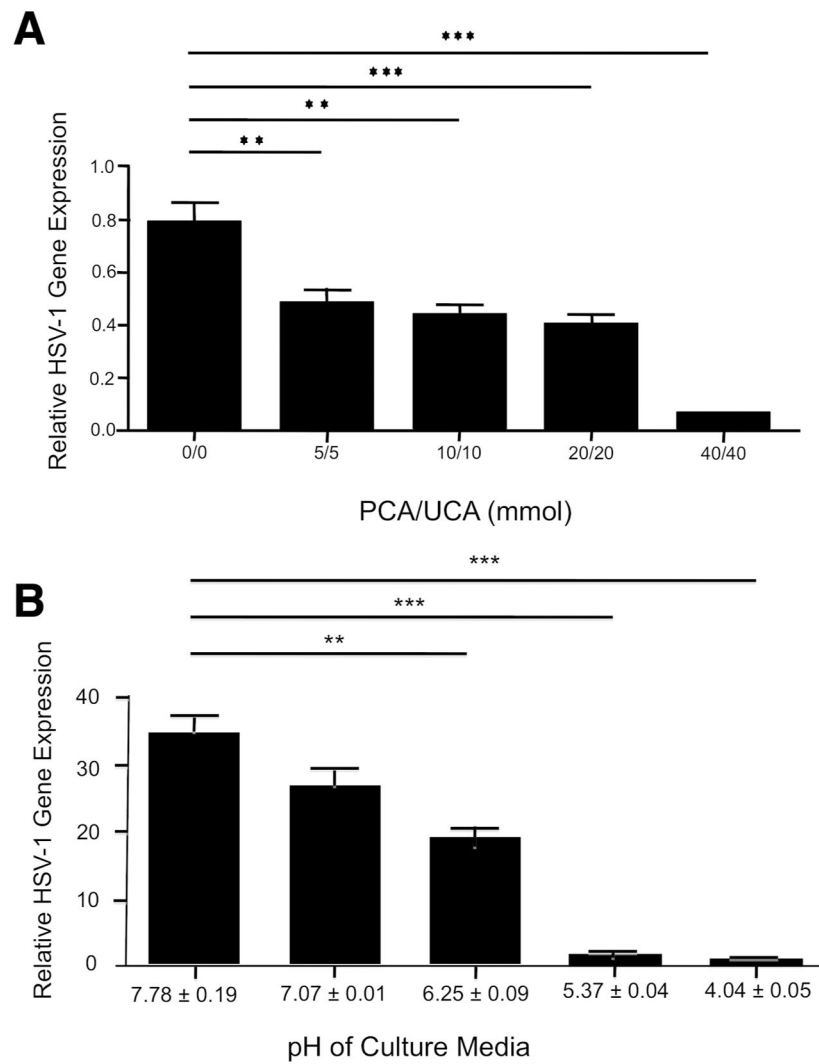 A
***
***
**
**
Relative HSV-1 Gene Expression
1.0
0.8
0.6
0.4
0.2
0.0
0/0 5/5 10/10 20/20 40/40
PCA/UCA (mmol)
B
***
***
**
Relative HSV-1 Gene Expression
40
30
20
10
0
7.78 ± 0.19 7.07 ± 0.01 6.25 ± 0.09 5.37 ± 0.04 4.04 ± 0.05
pH of Culture Media